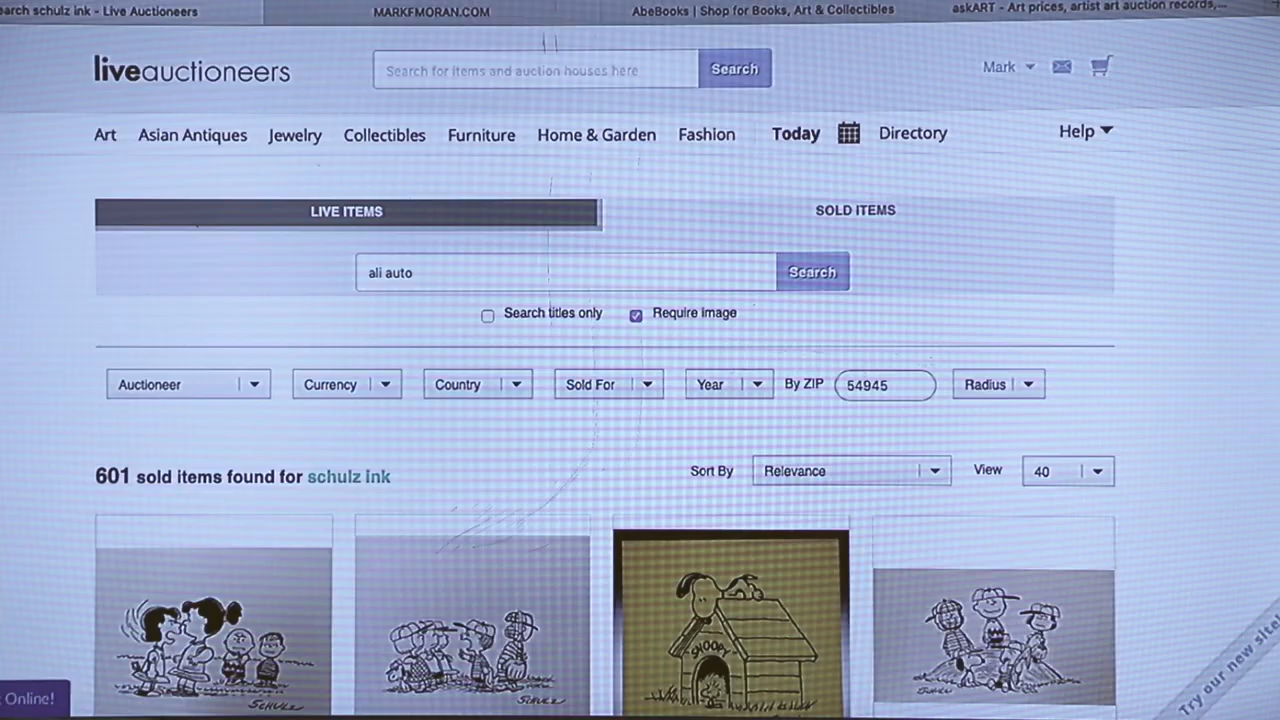 earch schulz ink - Live Auctioneers
MARKFMORAN.COM
AbeBooks | Shop for Books, Art & Collectibles
askART - Art prices, artist art auction records,...
liveauctioneers
Search for items and auction houses here
Search
Mark
Art
Asian Antiques
Jewelry
Collectibles
Furniture
Home & Garden
Fashion
Today
Directory
Help
LIVE ITEMS
SOLD ITEMS
ali auto
Search
Search titles only
Require image
Auctioneer
Currency
Country
Sold For
Year
By ZIP
54945
Radius
601 sold items found for schulz ink
Sort By
Relevance
View
40
SNOOPY
SCHULZ
SCHULZ
SCHULZ
Online!
Try our new site!